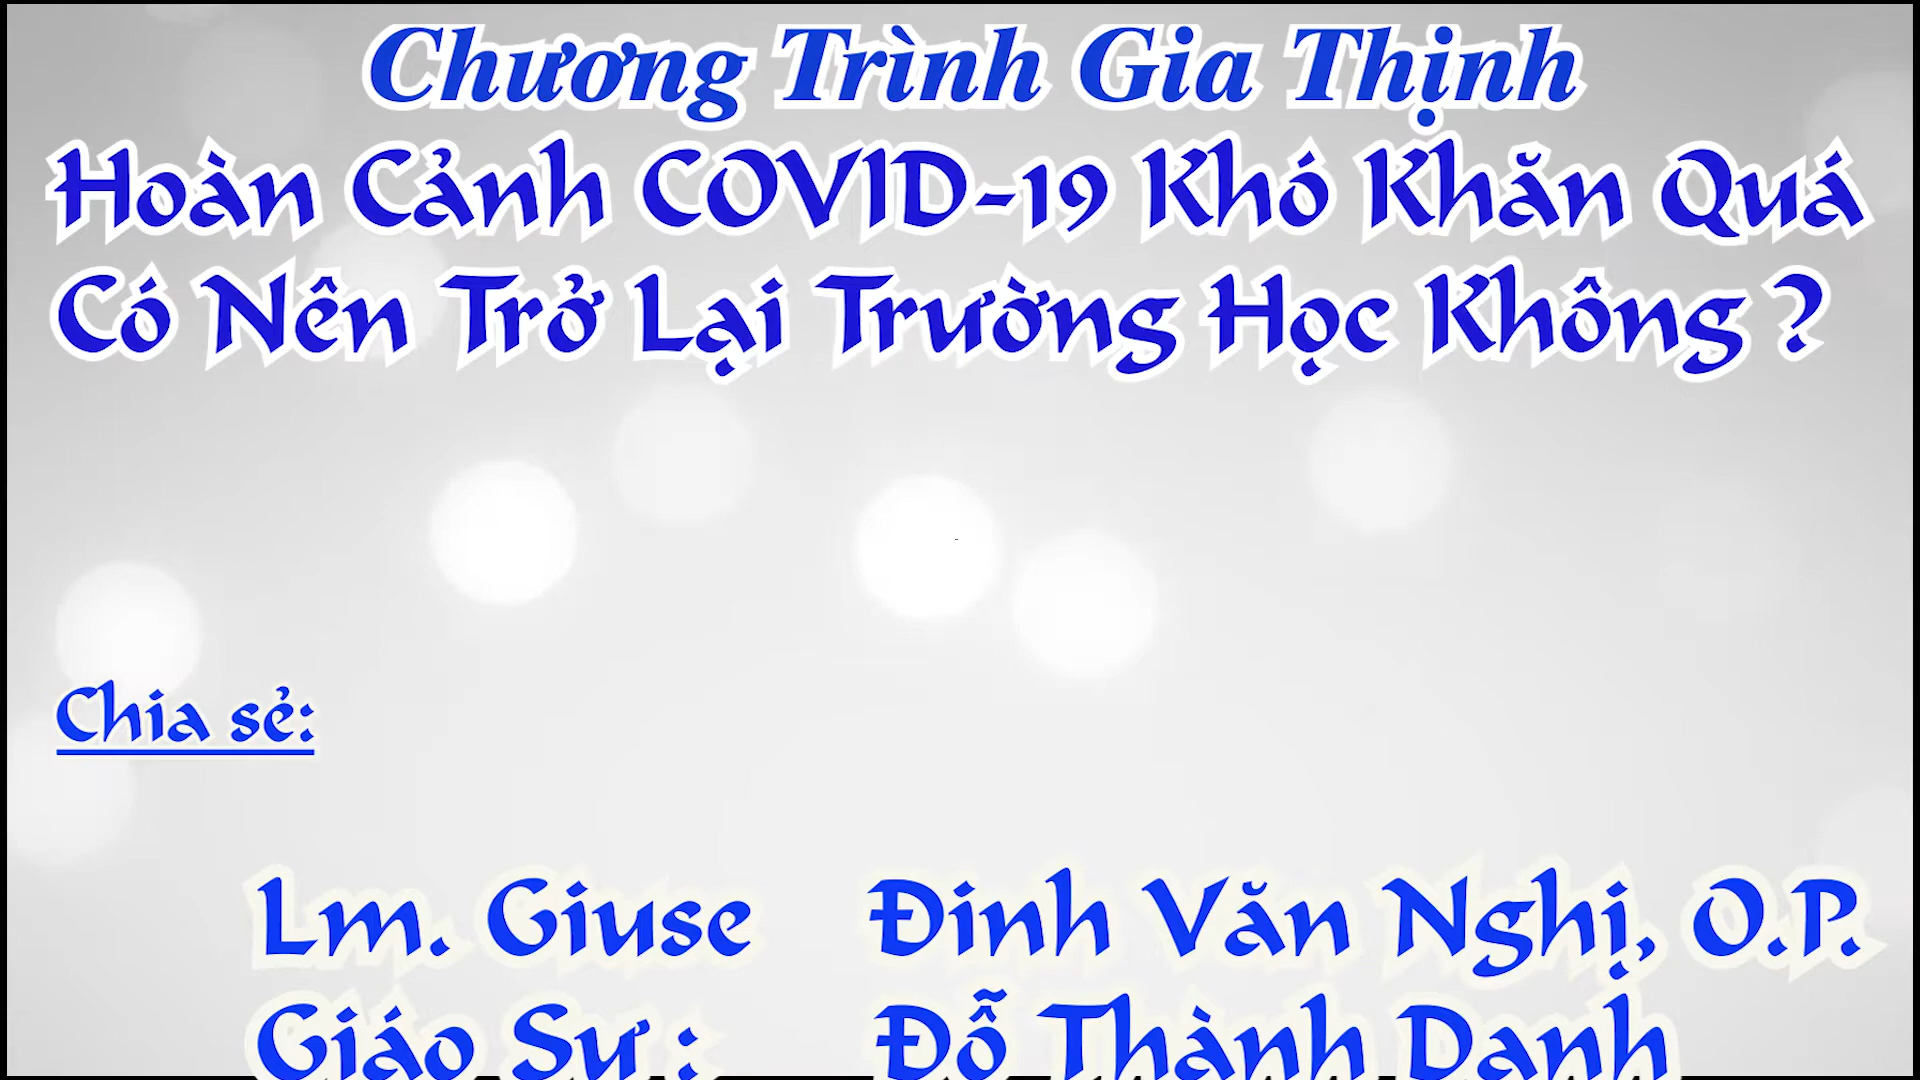 Chương Trình Gia Thịnh
Hoàn Cảnh COVID-19 Khó Khăn Quá
Có Nên Trở Lại Trường Học Không ?
Chia sẻ:
Lm. Giuse Đinh Văn Nghị, O.P.
Giáo Sư : Đỗ Thành Danh